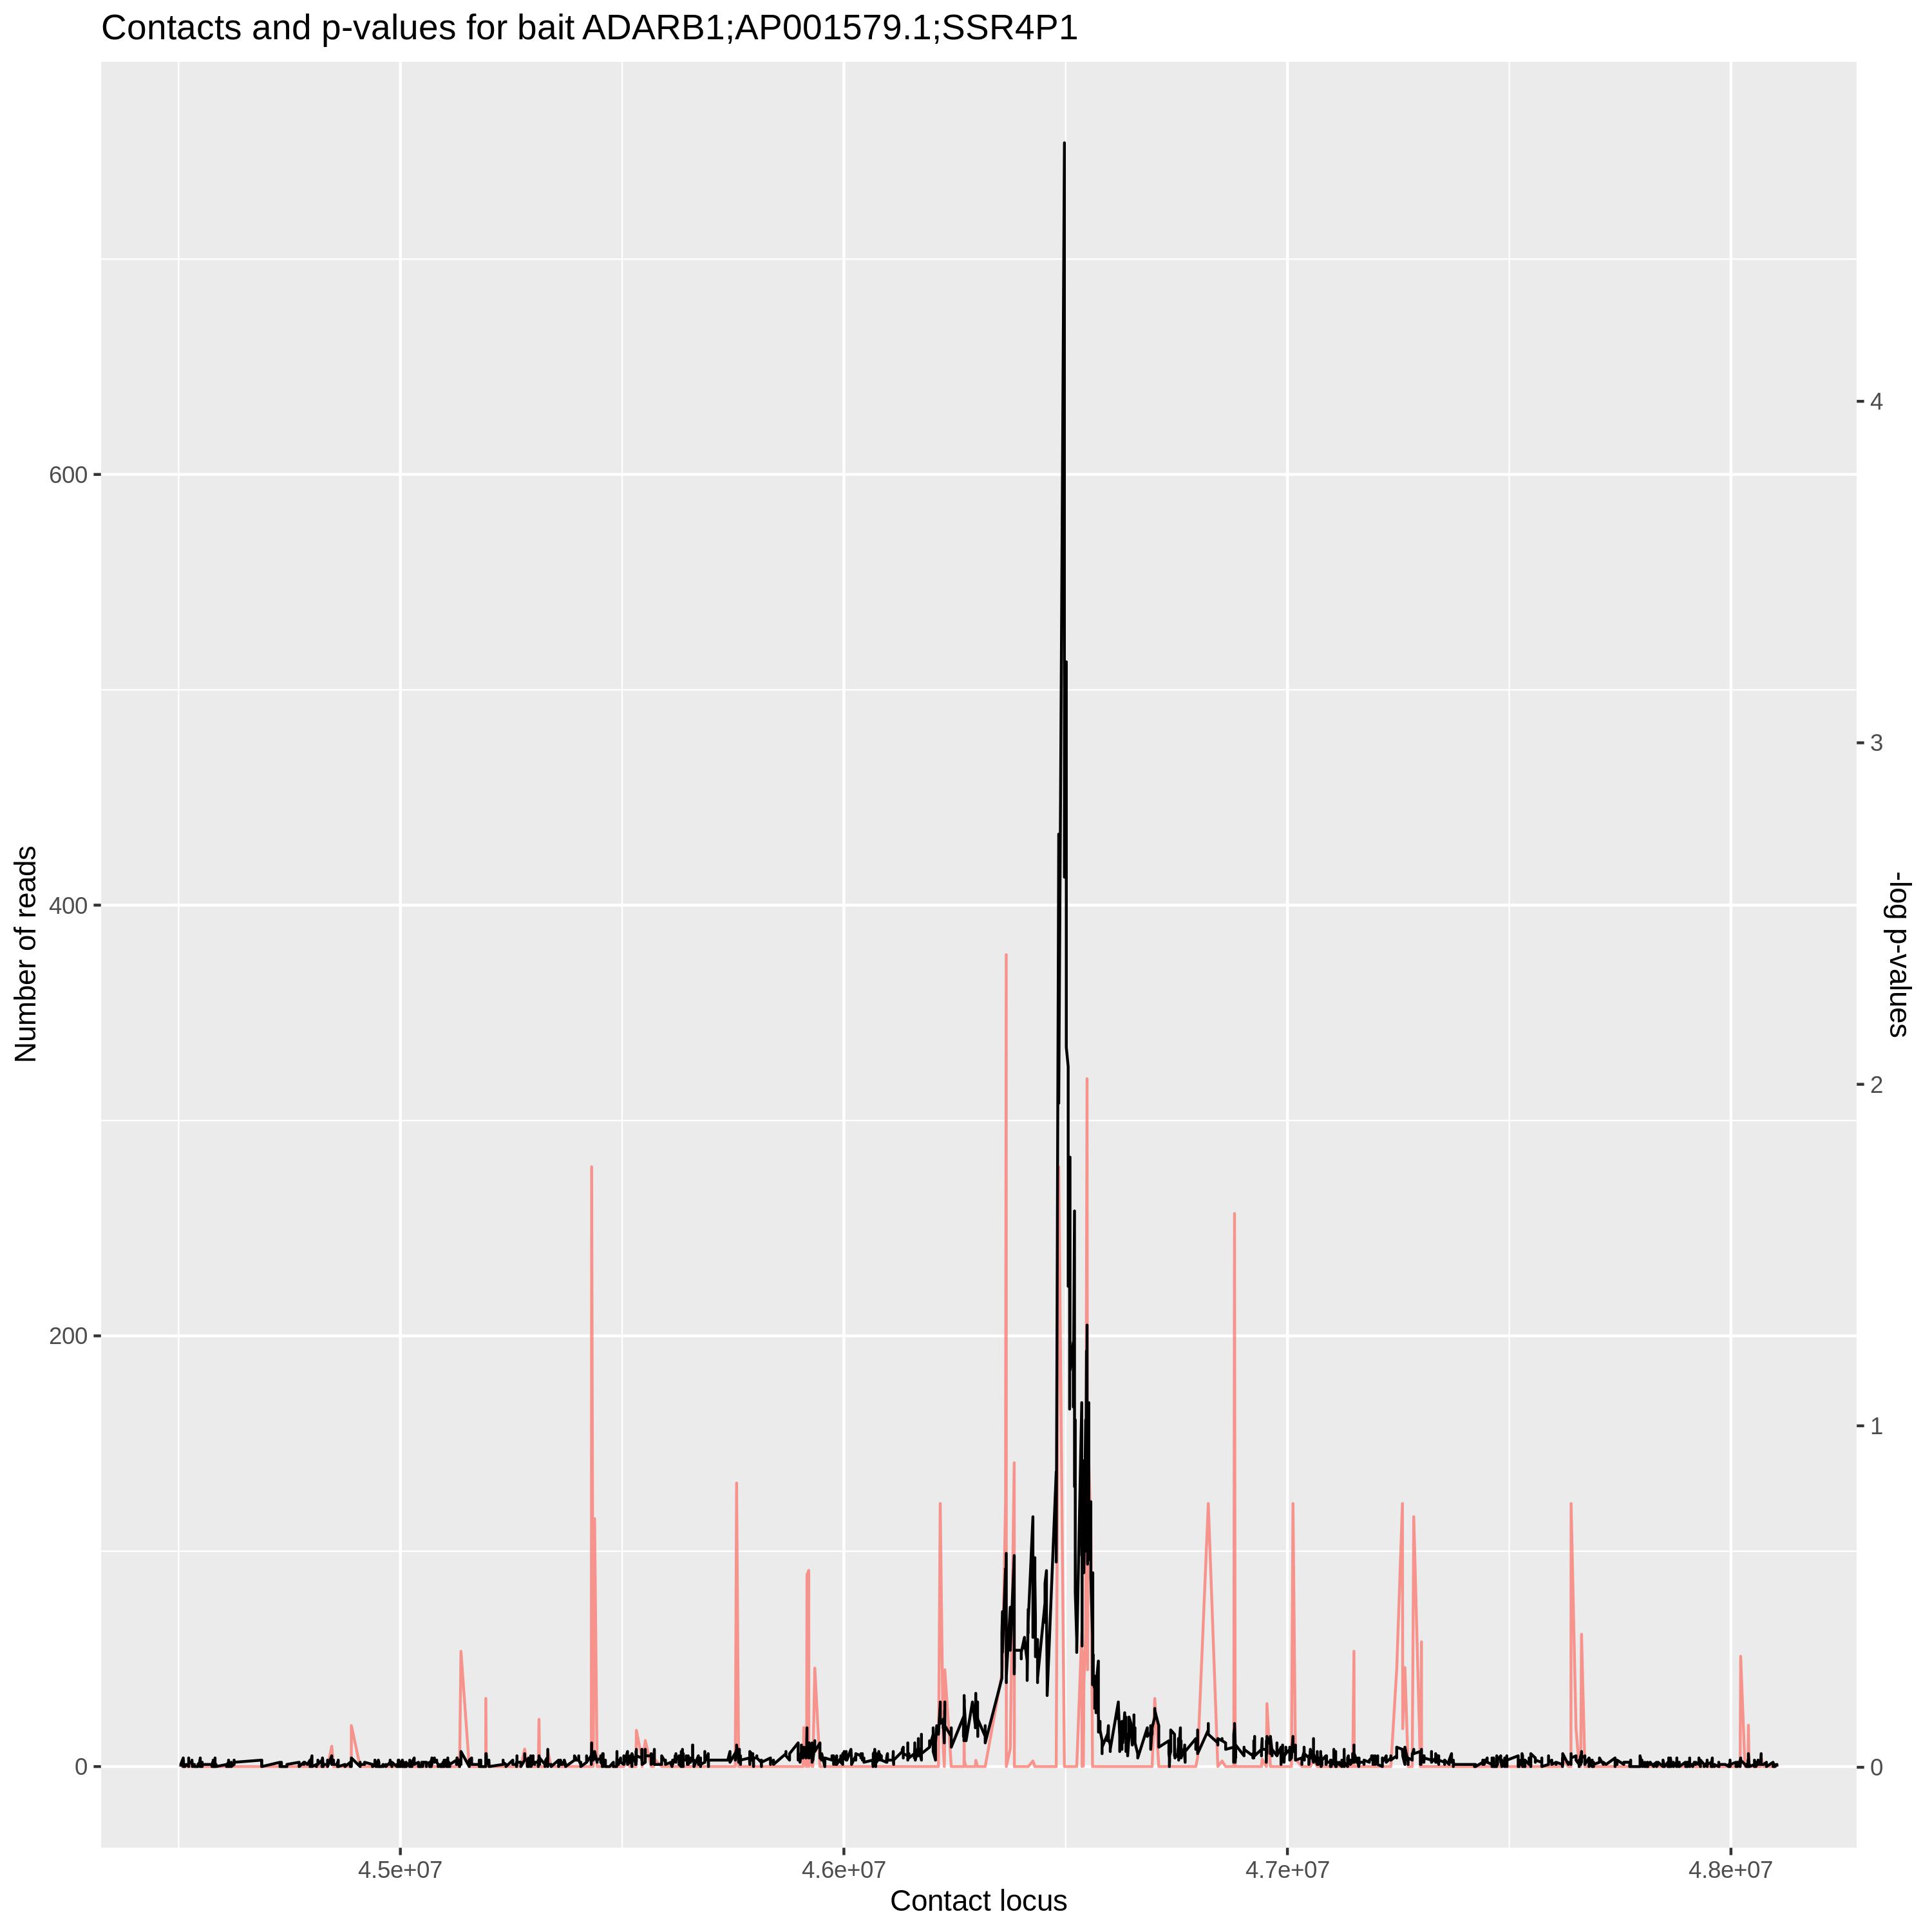 Contacts and p-values for bait ADARB1;AP001579.1;SSR4P1
Number of reads
600
400
200
0
4
3
2
1
0
-log p-values
4.5e+07
4.6e+07
4.7e+07
4.8e+07
Contact locus